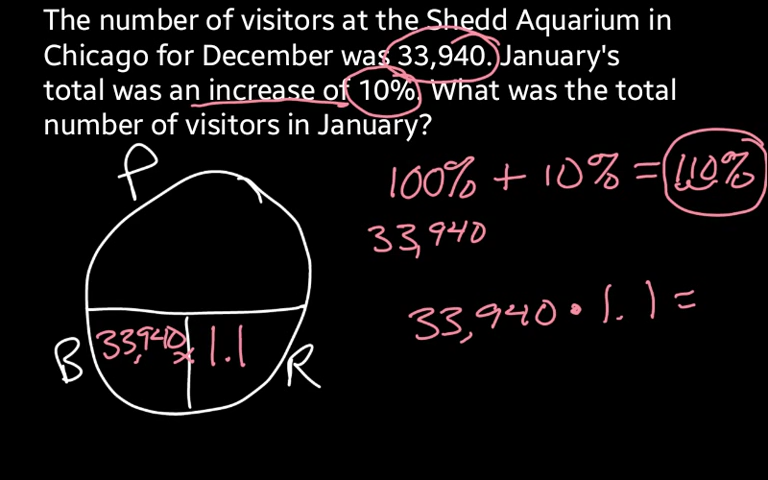 The number of visitors at the Shedd Aquarium in
Chicago for December was 33,940. January's
total was an increase of 10%. What was the total
number of visitors in January?
P
100% + 10% = 110%
33,940
33,940 · 1.1 =
B 33,940 x 1.1 R